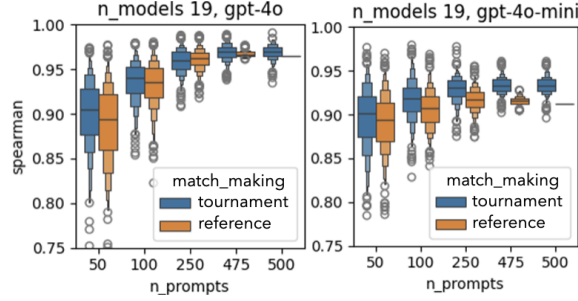 n_models 19, gpt-4o
spearman
1.00
0.95
0.90
0.85
0.80
0.75
match_making
tournament
reference
50 100 250 475 500
n_prompts
n_models 19, gpt-4o-mini
1.00
0.95
0.90
0.85
0.80
0.75
match_making
tournament
reference
50 100 250 475 500
n_prompts